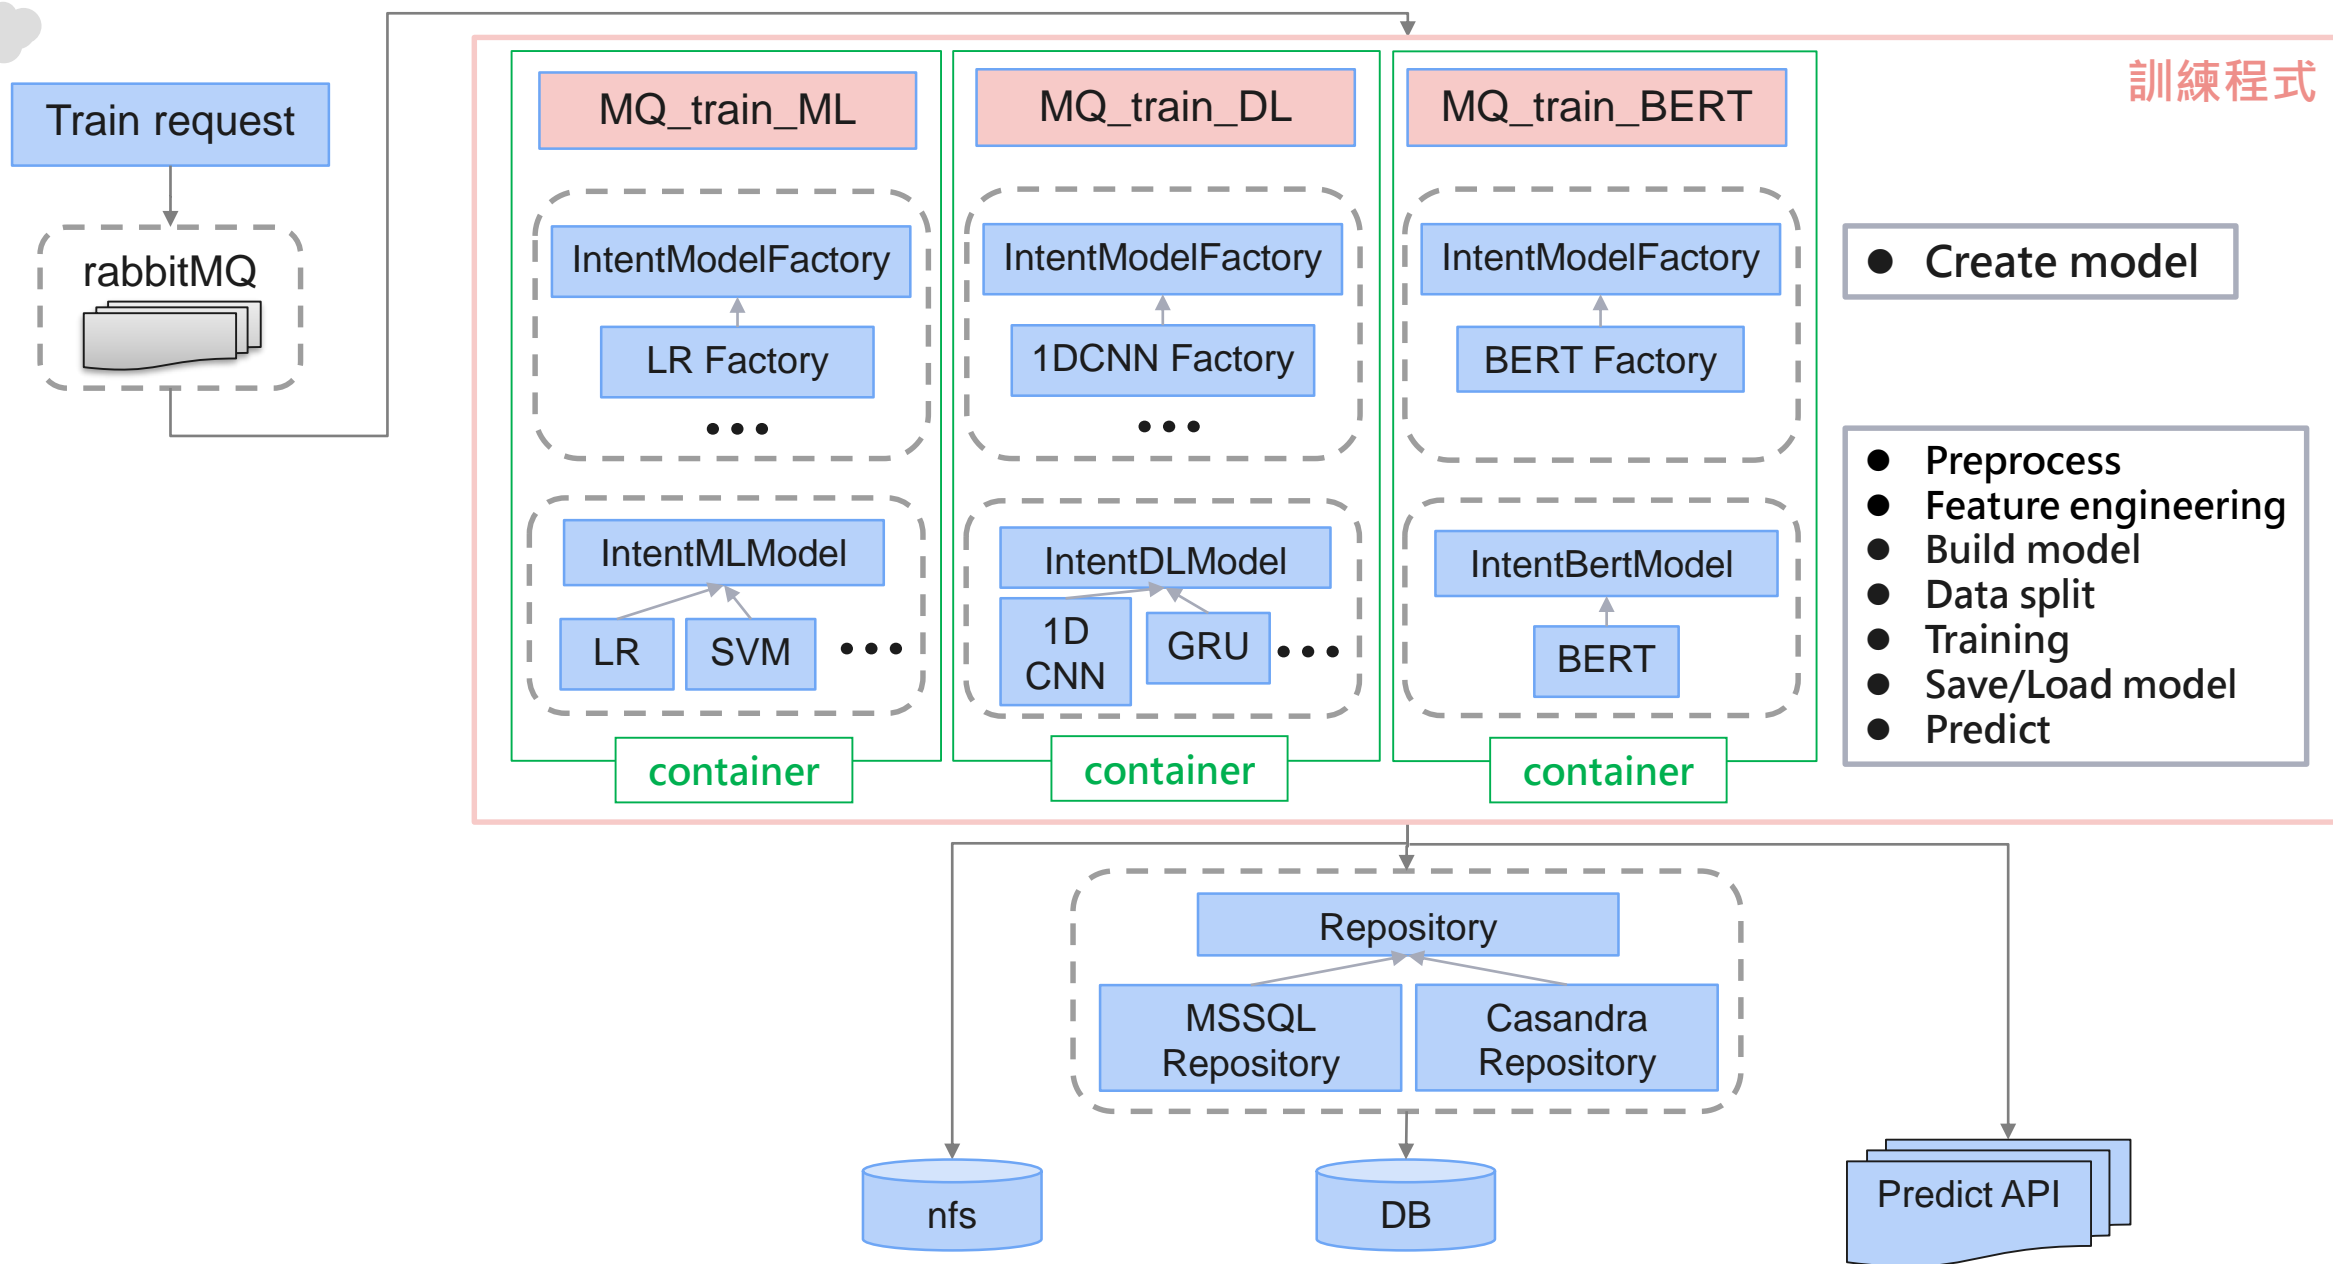 訓練程式
Train request
rabbitMQ
MQ_train_ML
IntentModelFactory
LR Factory
•••
IntentMLModel
LR
SVM
•••
container
MQ_train_DL
IntentModelFactory
1DCNN Factory
•••
IntentDLModel
1D
CNN
GRU
•••
container
MQ_train_BERT
IntentModelFactory
BERT Factory
IntentBertModel
BERT
container
● Create model
● Preprocess
● Feature engineering
● Build model
● Data split
● Training
● Save/Load model
● Predict
Repository
MSSQL
Repository
Casandra
Repository
nfs
DB
Predict API